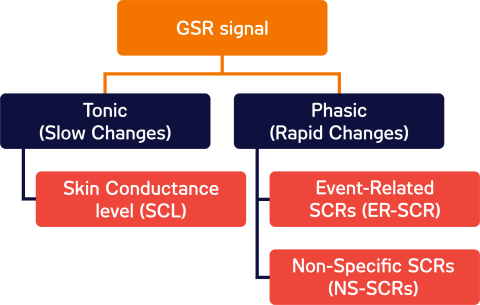 GSR signal
Tonic
(Slow Changes)
Phasic
(Rapid Changes)
Skin Conductance
level (SCL)
Event-Related
SCRs (ER-SCR)
Non-Specific SCRs
(NS-SCRs)